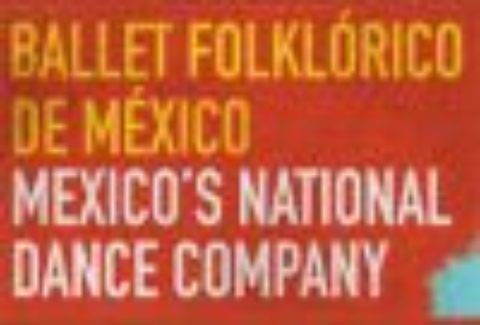 BALLET FOLKLÓRICO
DE MÉXICO
MEXICO'S NATIONAL
DANCE COMPANY